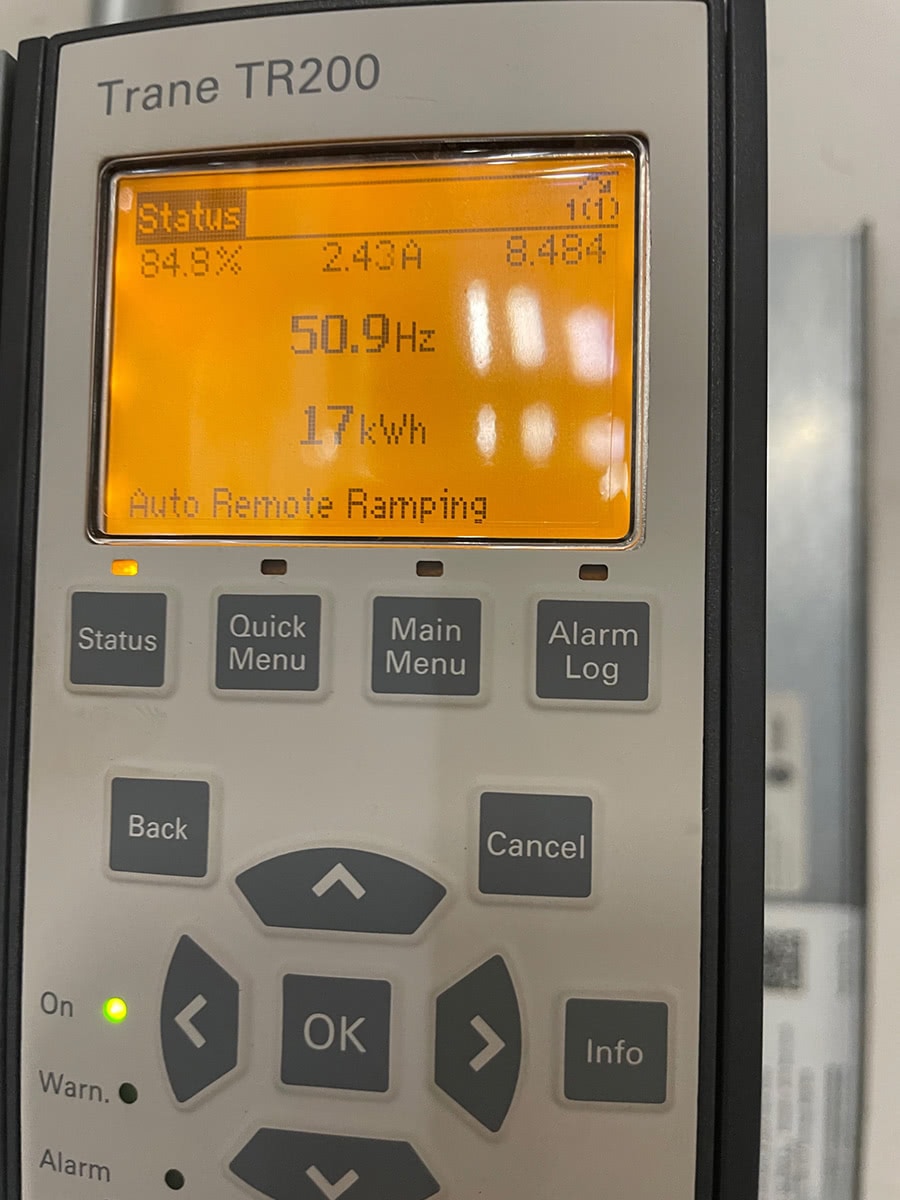 Trane TR200
Status 1(1)
84.8% 2.43A 8.484
50.9Hz
17kWh
Auto Remote Ramping
Status Quick Menu Main Menu Alarm Log
Back Cancel
OK Info
On
Warn.
Alarm